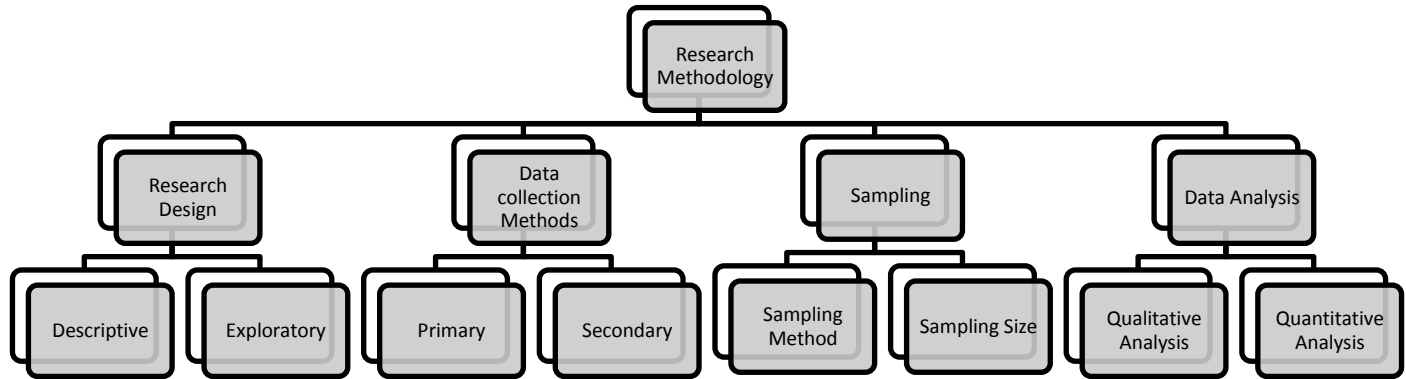 Research
Methodology
Research
Design
Data
collection
Methods
Sampling
Data Analysis
Descriptive
Exploratory
Primary
Secondary
Sampling
Method
Sampling Size
Qualitative
Analysis
Quantitative
Analysis